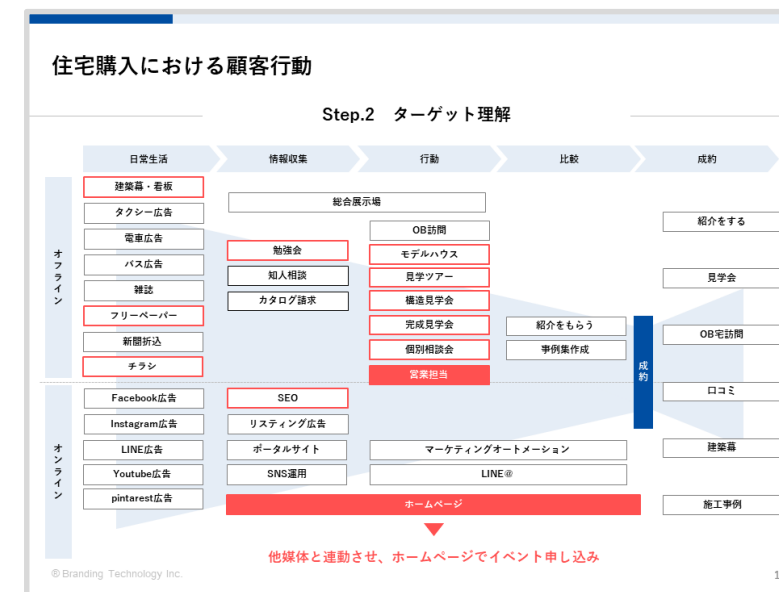 住宅購入における顧客行動
Step.2 ターゲット理解
日常生活
情報収集
行動
比較
成約
オフライン
建築幕・看板
タクシー広告
電車広告
バス広告
雑誌
フリーペーパー
新聞折込
チラシ
総合展示場
勉強会
知人相談
カタログ請求
OB訪問
モデルハウス
見学ツアー
構造見学会
完成見学会
個別相談会
営業担当
紹介をもらう
事例集作成
成約
紹介をする
見学会
OB宅訪問
口コミ
建築幕
施工事例
オンライン
Facebook広告
Instagram広告
LINE広告
Youtube広告
pintarest広告
SEO
リスティング広告
ポータルサイト
SNS運用
マーケティングオートメーション
LINE@
ホームページ
他媒体と連動させ、ホームページでイベント申し込み
© Branding Technology Inc.
1